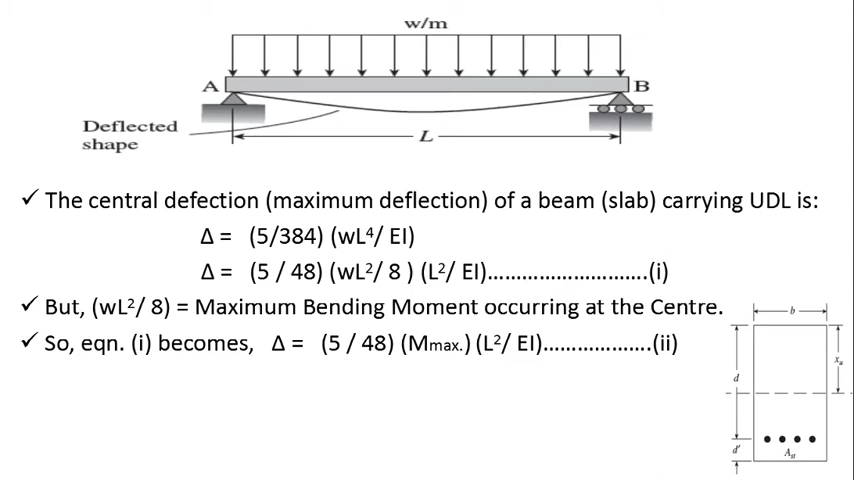 w/m
A
B
Deflected
shape
L
✓ The central defection (maximum deflection) of a beam (slab) carrying UDL is:
Δ = (5/384) (wL⁴/ EI)
Δ = (5 / 48) (wL²/ 8 ) (L²/ EI)...........................(i)
✓ But, (wL²/ 8) = Maximum Bending Moment occurring at the Centre.
✓ So, eqn. (i) becomes, Δ = (5 / 48) (Mmax.) (L²/ EI)...................(ii)
b
d
xᵤ
d'
Aₛₜ